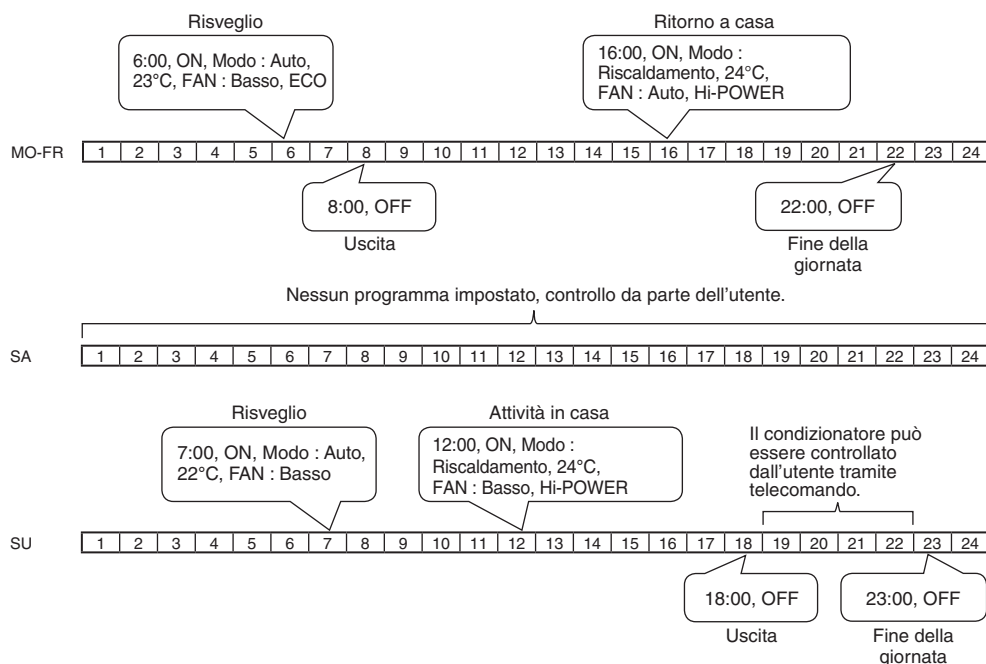 Risveglio
6:00, ON, Modo : Auto,
23°C, FAN : Basso, ECO
Ritorno a casa
16:00, ON, Modo :
Riscaldamento, 24°C,
FAN : Auto, Hi-POWER
MO-FR 1 2 3 4 5 6 7 8 9 10 11 12 13 14 15 16 17 18 19 20 21 22 23 24
8:00, OFF
Uscita
22:00, OFF
Fine della
giornata
Nessun programma impostato, controllo da parte dell'utente.
SA 1 2 3 4 5 6 7 8 9 10 11 12 13 14 15 16 17 18 19 20 21 22 23 24
Risveglio
7:00, ON, Modo : Auto,
22°C, FAN : Basso
Attività in casa
12:00, ON, Modo :
Riscaldamento, 24°C,
FAN : Basso, Hi-POWER
Il condizionatore può
essere controllato
dall'utente tramite
telecomando.
SU 1 2 3 4 5 6 7 8 9 10 11 12 13 14 15 16 17 18 19 20 21 22 23 24
18:00, OFF
Uscita
23:00, OFF
Fine della
giornata